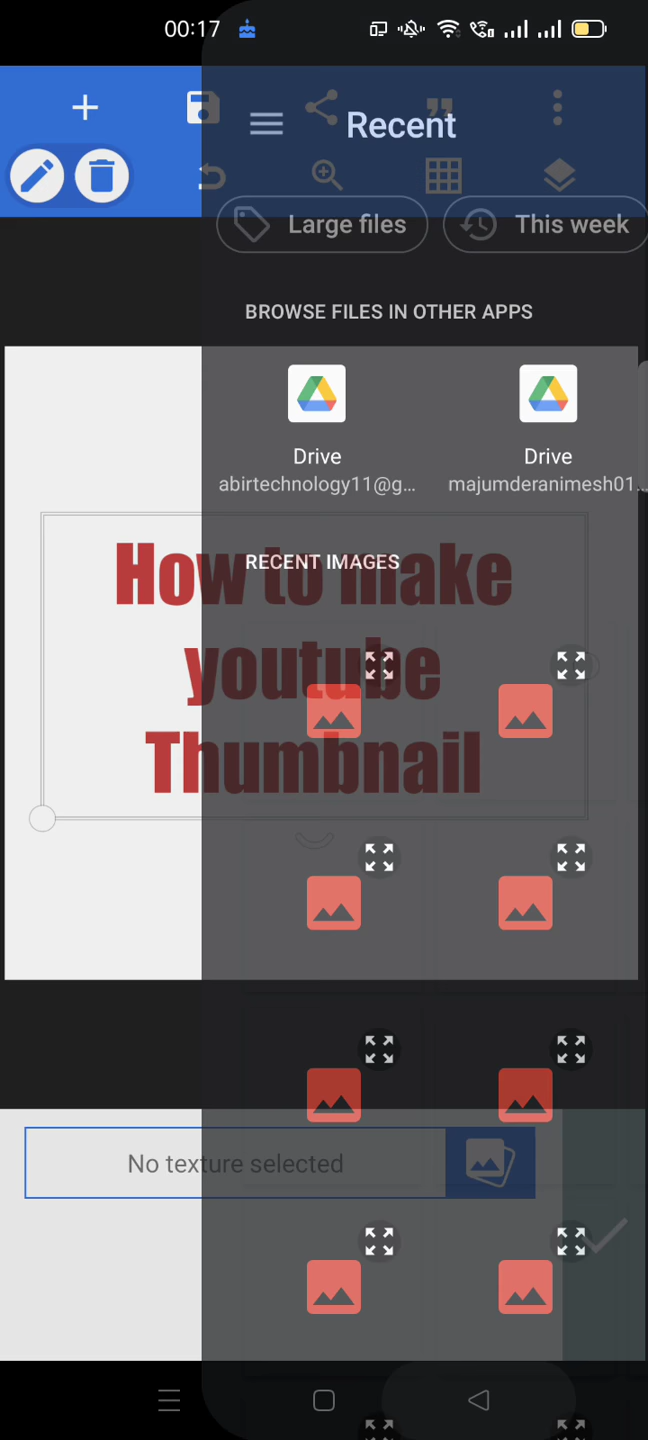 00:17
Recent
Large files
This week
BROWSE FILES IN OTHER APPS
Drive
abirtechnology11@g...
Drive
majumderanimesh01...
RECENT IMAGES
How to make
youtube
Thumbnail
No texture selected